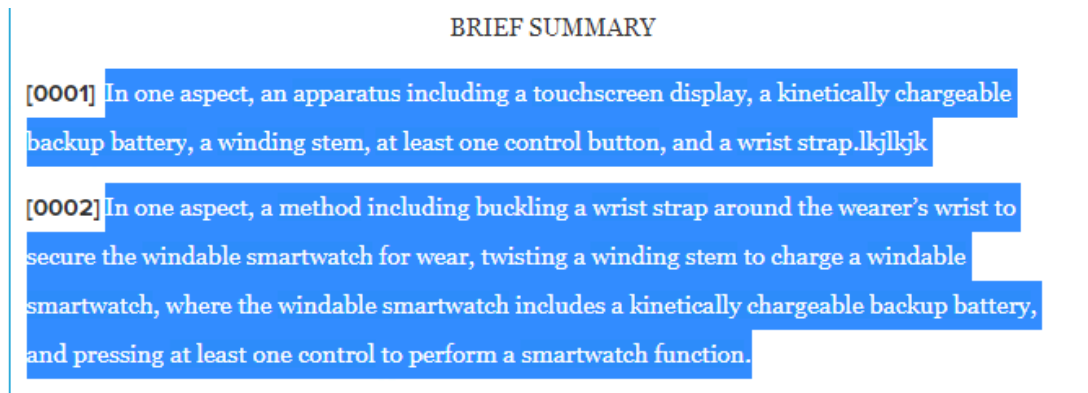 BRIEF SUMMARY
[0001] In one aspect, an apparatus including a touchscreen display, a kinetically chargeable
backup battery, a winding stem, at least one control button, and a wrist strap.lkjlkjk
[0002] In one aspect, a method including buckling a wrist strap around the wearer’s wrist to
secure the windable smartwatch for wear, twisting a winding stem to charge a windable
smartwatch, where the windable smartwatch includes a kinetically chargeable backup battery,
and pressing at least one control to perform a smartwatch function.